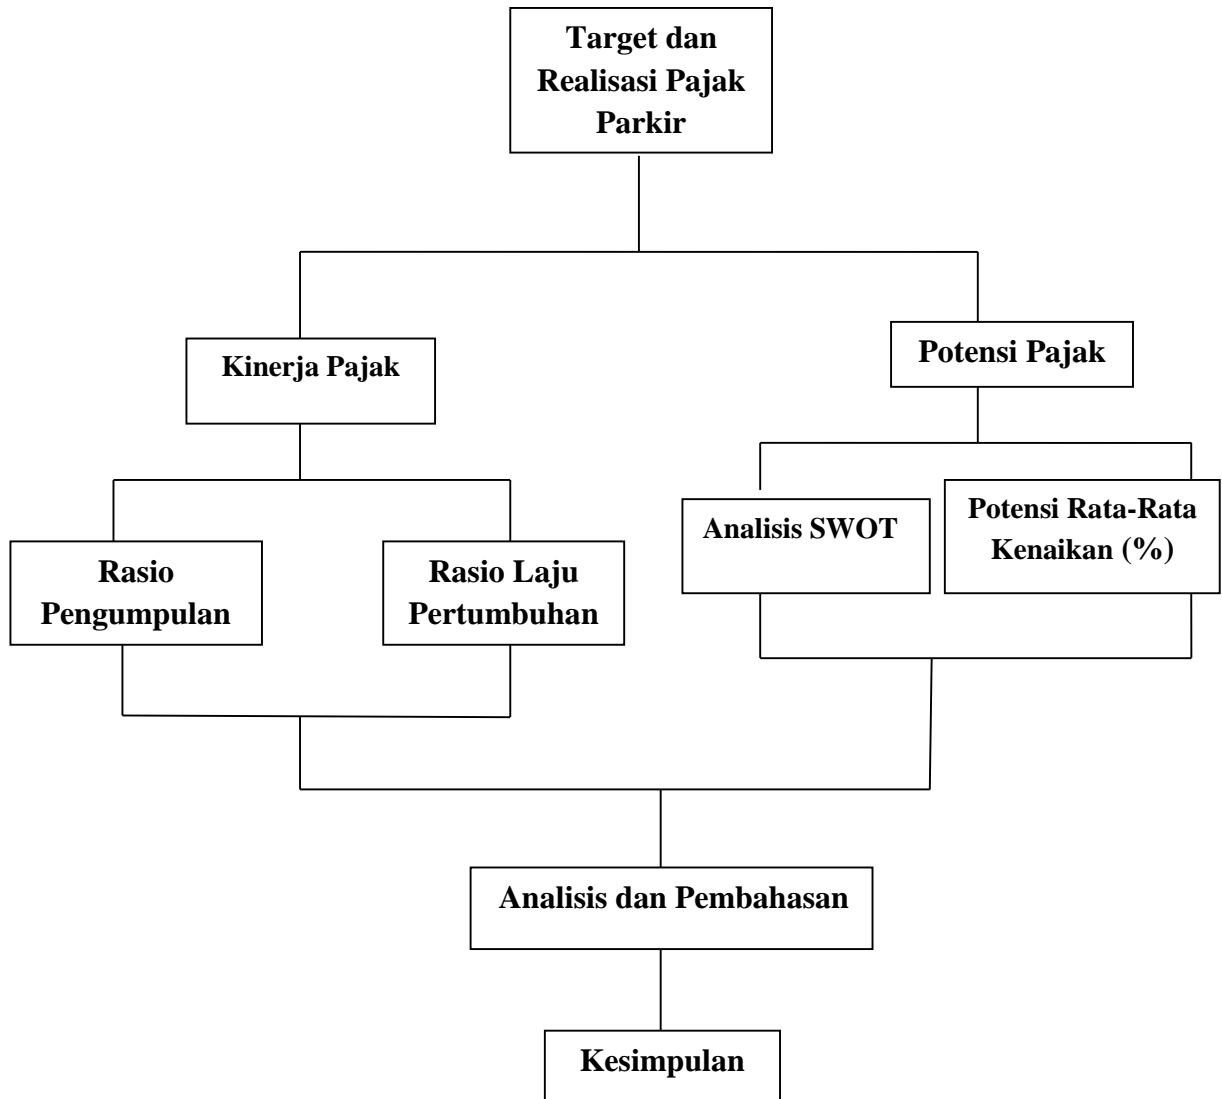 Target dan
Realisasi Pajak
Parkir
Kinerja Pajak
Potensi Pajak
Analisis SWOT
Potensi Rata-Rata
Kenaikan (%)
Rasio
Pengumpulan
Rasio Laju
Pertumbuhan
Analisis dan Pembahasan
Kesimpulan